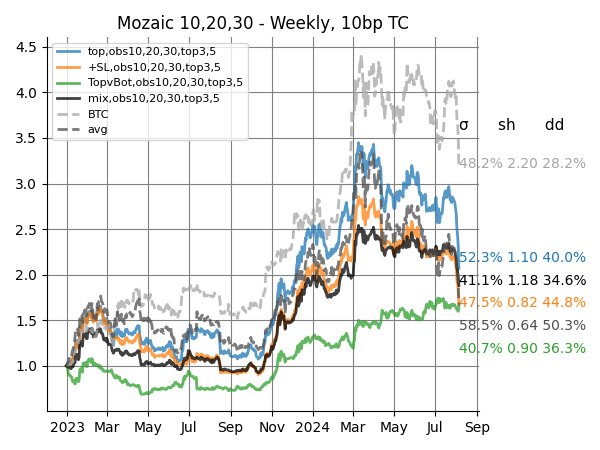 Mozaic 10,20,30 - Weekly, 10bp TC
4.5
4.0
3.5
3.0
2.5
2.0
1.5
1.0
top,obs10,20,30,top3,5
+SL,obs10,20,30,top3,5
TopvBot,obs10,20,30,top3,5
mix,obs10,20,30,top3,5
BTC
avg
σ sh dd
48.2% 2.20 28.2%
52.3% 1.10 40.0%
41.1% 1.18 34.6%
47.5% 0.82 48.8%
58.5% 0.64 50.3%
40.7% 0.90 36.3%
2023 Mar May Jul Sep Nov 2024 Mar May Jul Sep